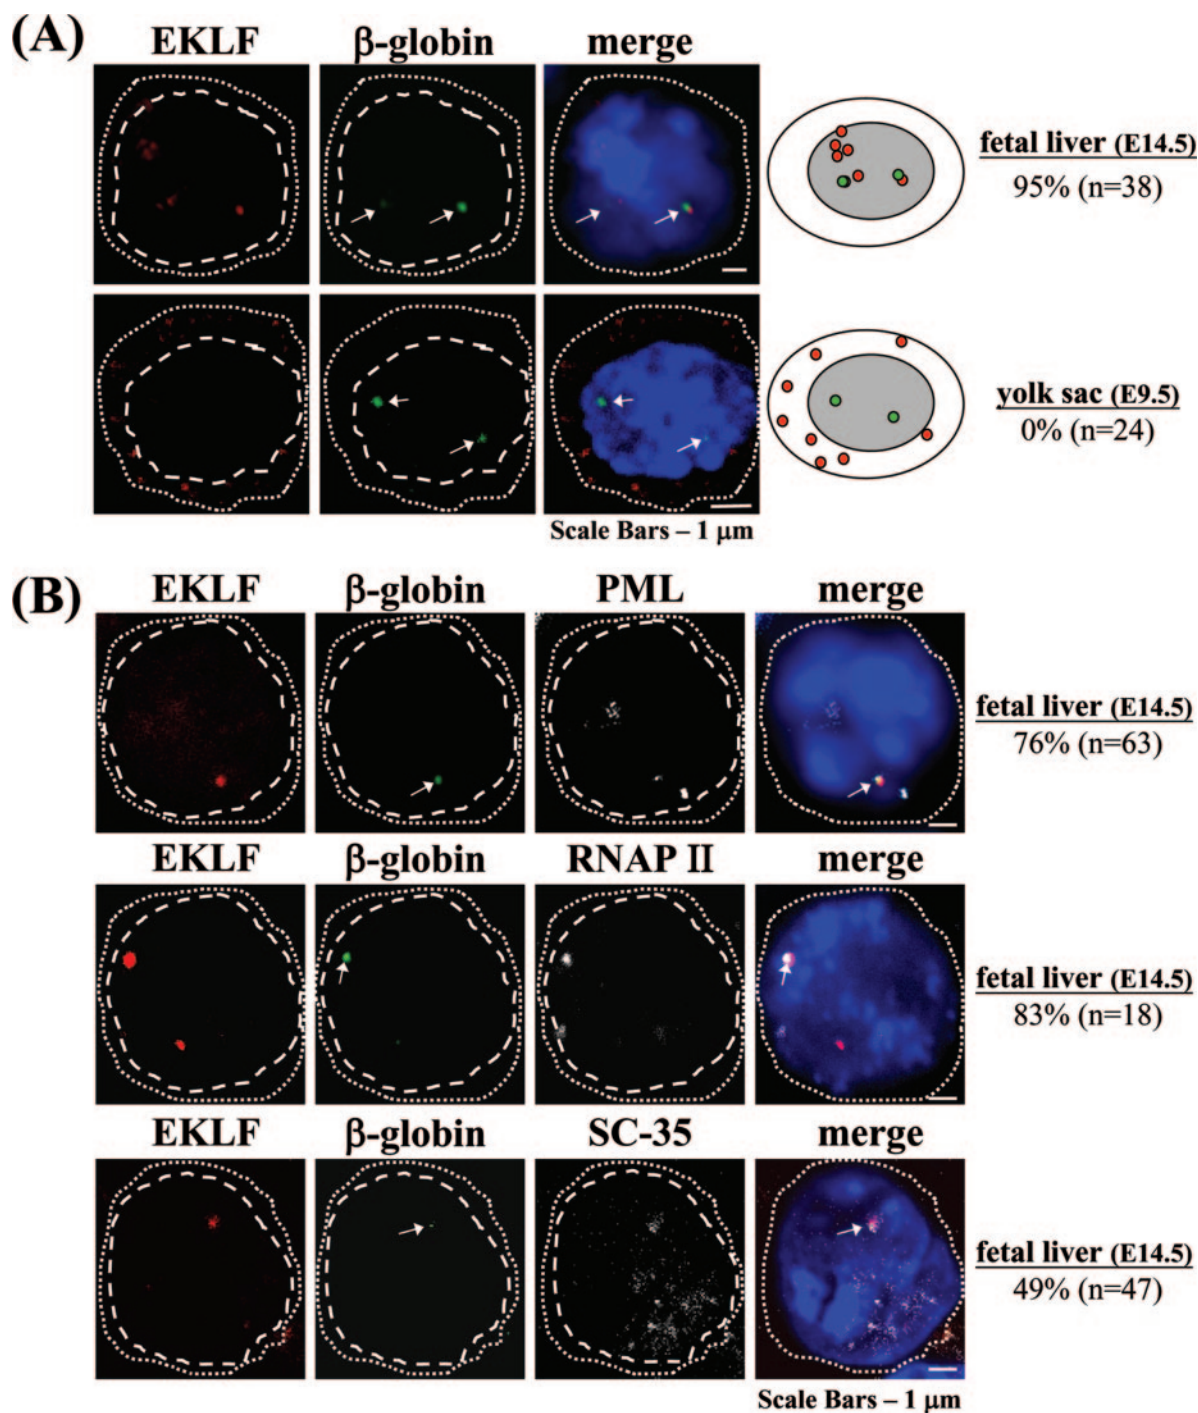 (A)
EKLF β-globin merge
fetal liver (E14.5)
95% (n=38)
yolk sac (E9.5)
0% (n=24)
Scale Bars – 1 μm
(B)
EKLF β-globin PML merge
fetal liver (E14.5)
76% (n=63)
EKLF β-globin RNAP II merge
fetal liver (E14.5)
83% (n=18)
EKLF β-globin SC-35 merge
fetal liver (E14.5)
49% (n=47)
Scale Bars – 1 μm